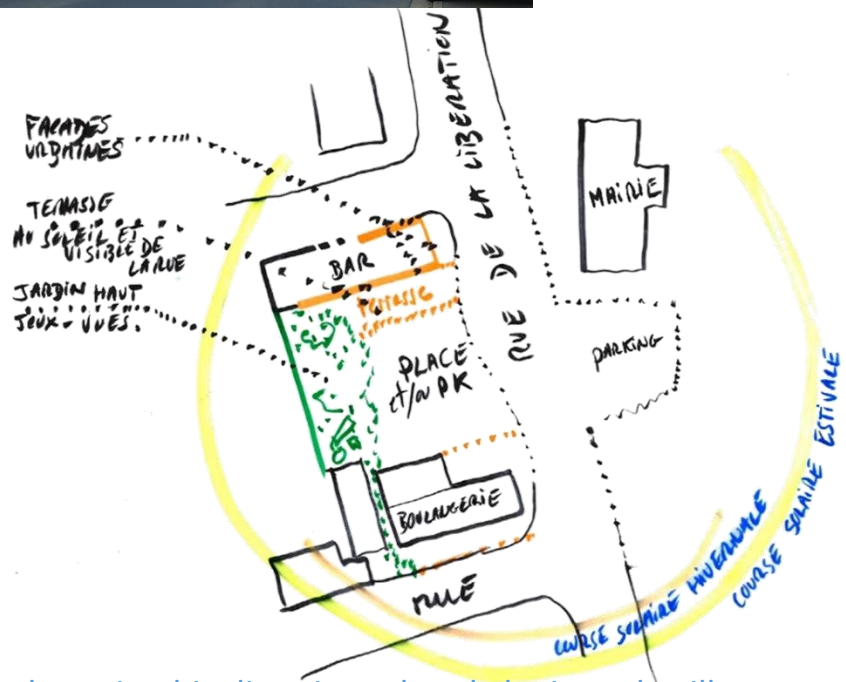 FACADES
URBAINES
TERRASSE
AU SOLEIL ET
VISIBLE DE
LA RUE
JARDIN HAUT
JEUX - VUES.
BAR
TERRASSE
PLACE
et/ou PK
BOULANGERIE
RUE
RUE DE LA LIBERATION
MAIRIE
PARKING
COURSE SOLAIRE HIVERNALE
COURSE SOLAIRE ESTIVALE